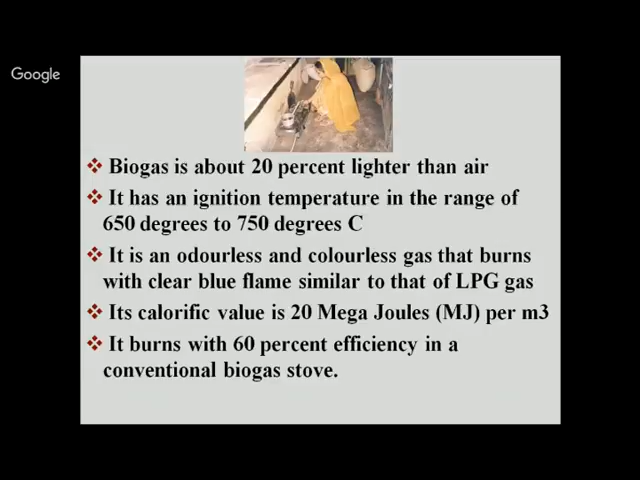 Google
Biogas is about 20 percent lighter than air
It has an ignition temperature in the range of
650 degrees to 750 degrees C
It is an odourless and colourless gas that burns
with clear blue flame similar to that of LPG gas
Its calorific value is 20 Mega Joules (MJ) per m3
It burns with 60 percent efficiency in a
conventional biogas stove.